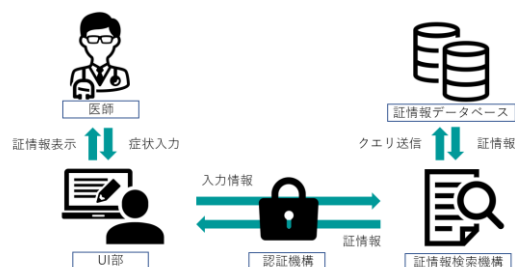 医師
証情報データベース
証情報表示
症状入力
クエリ送信
証情報
入力情報
証情報
UI部
認証機構
証情報検索機構